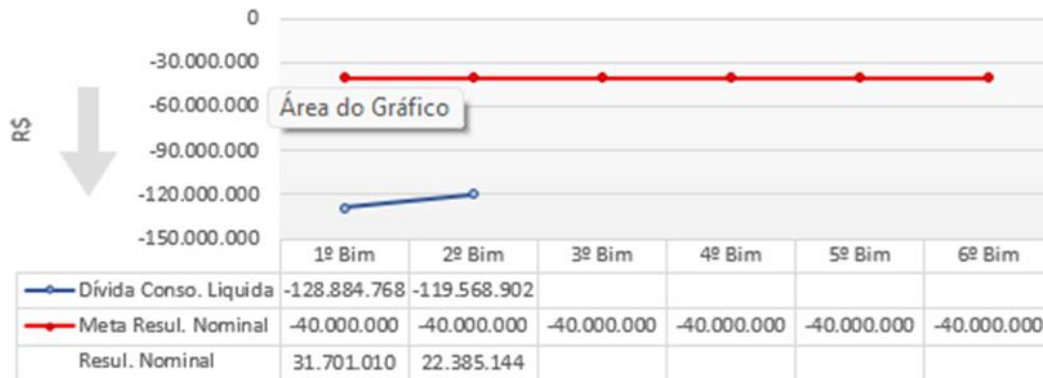 0
-30.000.000
-60.000.000
-90.000.000
-120.000.000
-150.000.000
R$
Área do Gráfico
1º Bim 2º Bim 3º Bim 4º Bim 5º Bim 6º Bim
Dívida Conso. Liquida -128.884.768 -119.568.902
Meta Resul. Nominal -40.000.000 -40.000.000 -40.000.000 -40.000.000 -40.000.000 -40.000.000
Resul. Nominal 31.701.010 22.385.144